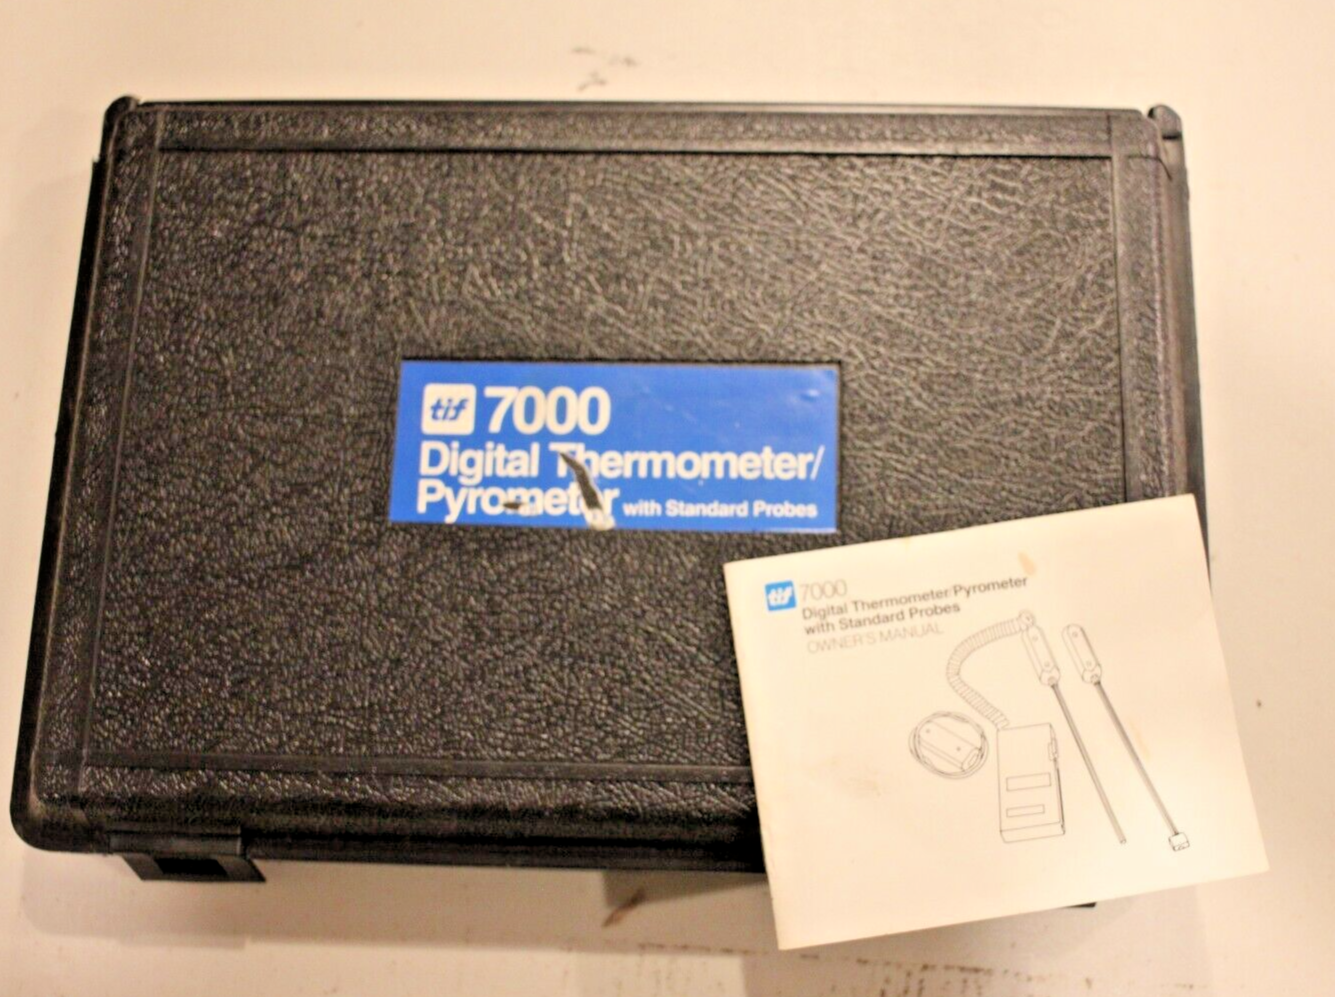 tif 7000
Digital Thermometer/
Pyrometer with Standard Probes
tif 7000
Digital Thermometer/Pyrometer
with Standard Probes
OWNER'S MANUAL